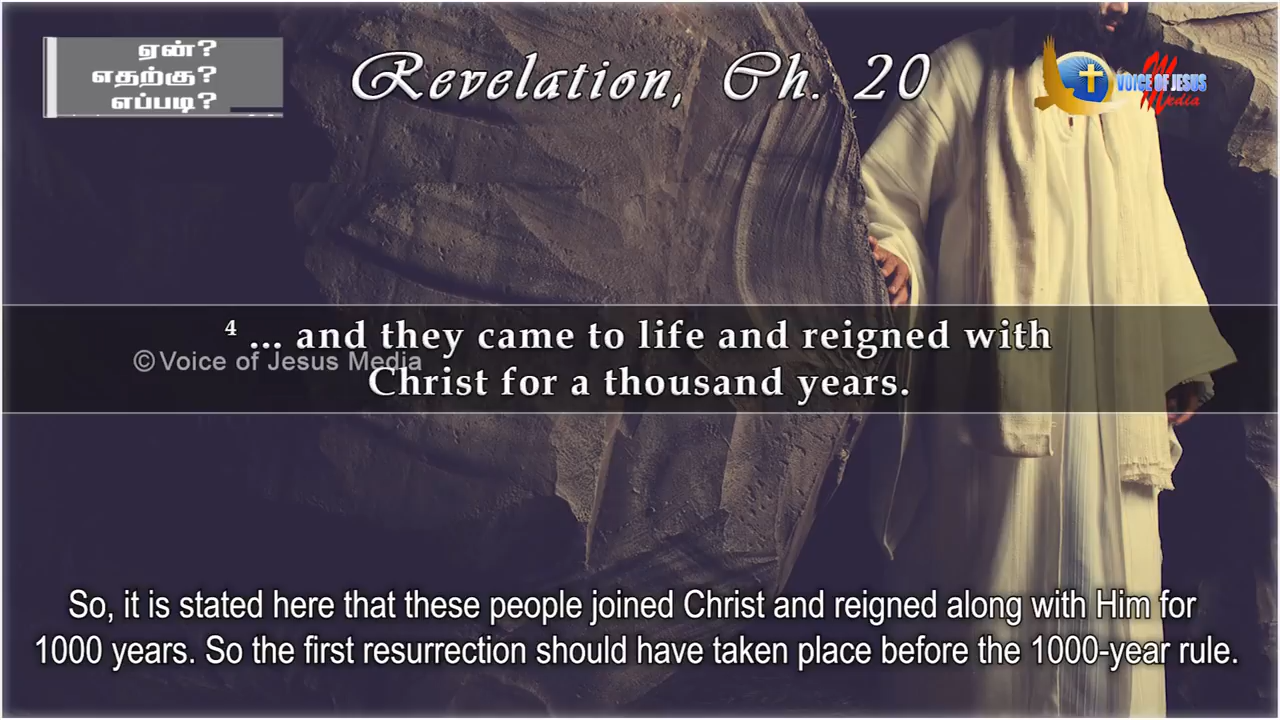 ஏன்?
எதற்கு?
எப்படி?
Revelation, Ch. 20
VOICE OF JESUS
Media
4 ... and they came to life and reigned with
Christ for a thousand years.
©Voice of Jesus Media
So, it is stated here that these people joined Christ and reigned along with Him for
1000 years. So the first resurrection should have taken place before the 1000-year rule.